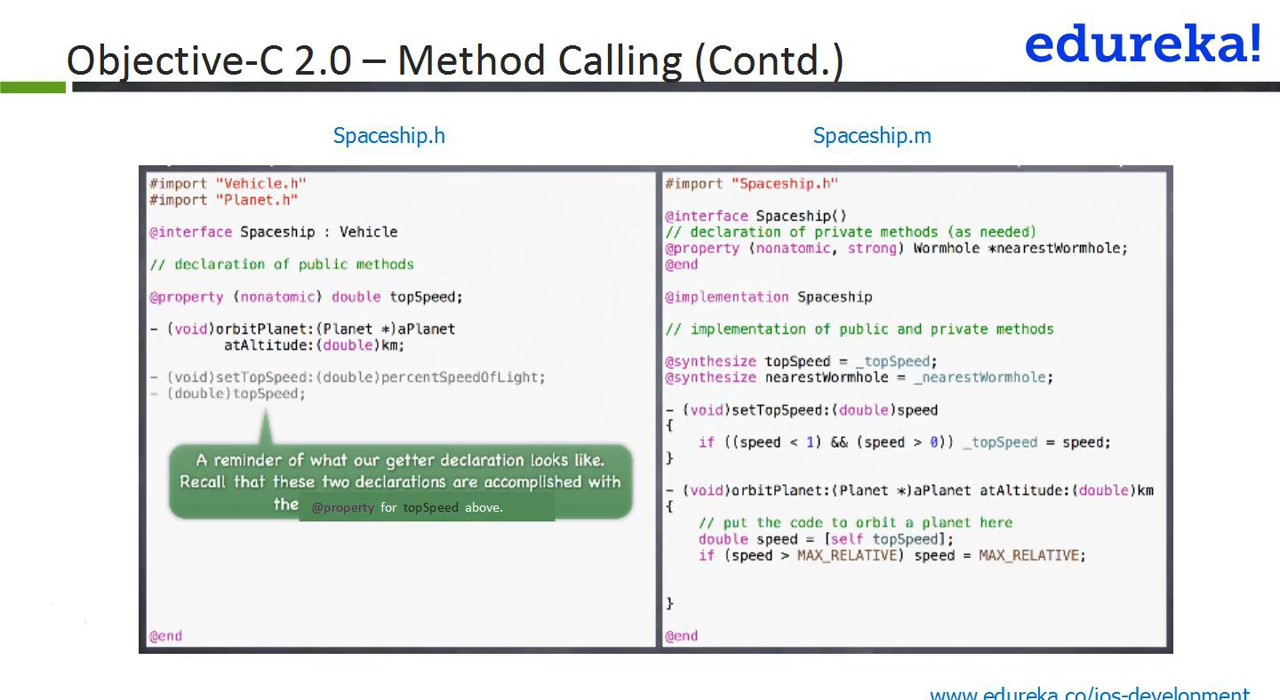 Objective-C 2.0 – Method Calling (Contd.)
edureka!
Spaceship.h
#import "Vehicle.h"
#import "Planet.h"
@interface Spaceship : Vehicle
// declaration of public methods
@property (nonatomic) double topSpeed;
- (void)orbitPlanet:(Planet *)aPlanet
atAltitude:(double)km;
- (void)setTopSpeed:(double)percentSpeedOfLight;
- (double)topSpeed;
A reminder of what our getter declaration looks like.
Recall that these two declarations are accomplished with
the @property for topSpeed above.
@end
Spaceship.m
#import "Spaceship.h"
@interface Spaceship()
// declaration of private methods (as needed)
@property (nonatomic, strong) Wormhole *nearestWormhole;
@end
@implementation Spaceship
// implementation of public and private methods
@synthesize topSpeed = _topSpeed;
@synthesize nearestWormhole = _nearestWormhole;
- (void)setTopSpeed:(double)speed
{
if ((speed < 1) && (speed > 0)) _topSpeed = speed;
}
- (void)orbitPlanet:(Planet *)aPlanet atAltitude:(double)km
{
// put the code to orbit a planet here
double speed = [self topSpeed];
if (speed > MAX_RELATIVE) speed = MAX_RELATIVE;
}
@end
www.edureka.co/ios-development